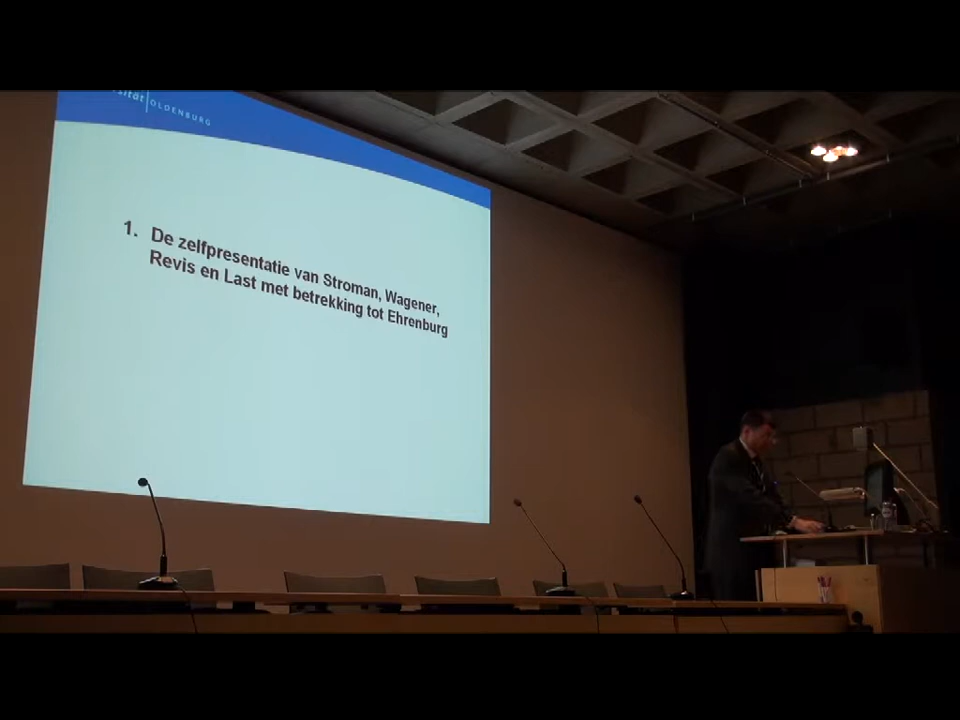 OLDENBURG
1. De zelfpresentatie van Stroman, Wagener,
Revis en Last met betrekking tot Ehrenburg